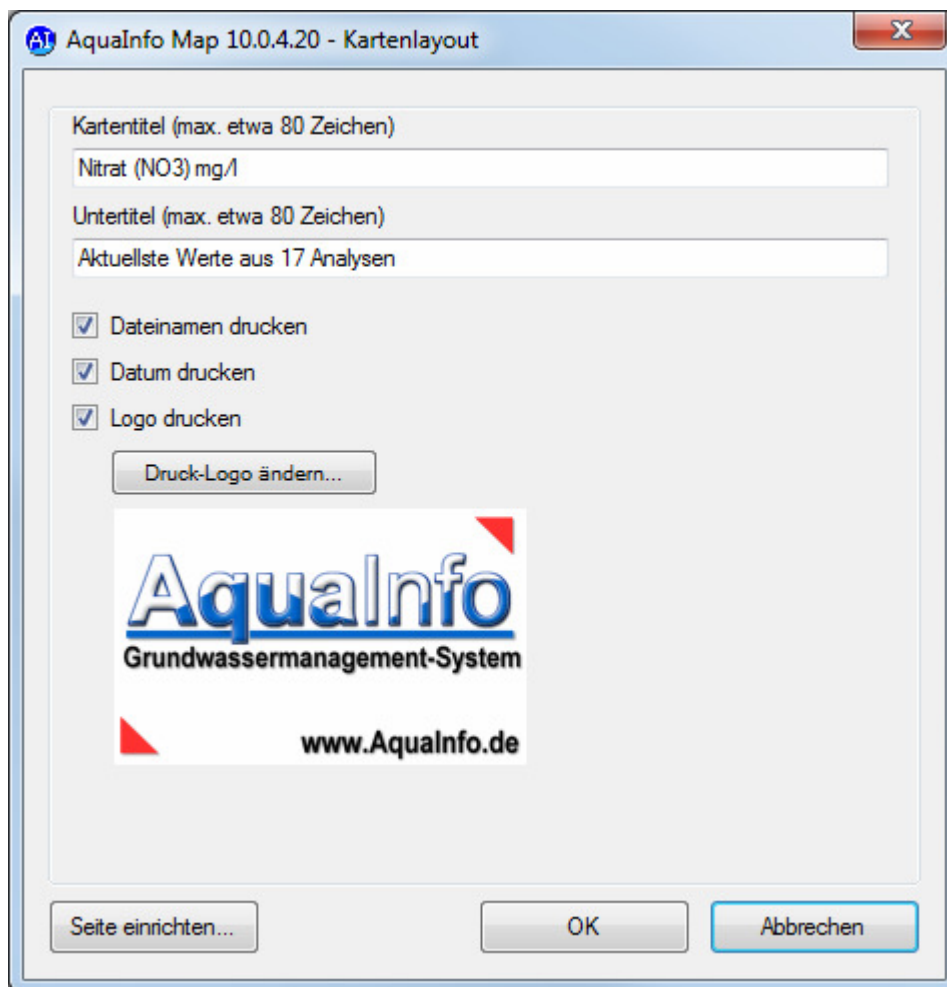 AI AquaInfo Map 10.0.4.20 - Kartenlayout
Kartentitel (max. etwa 80 Zeichen)
Nitrat (NO3) mg/l
Untertitel (max. etwa 80 Zeichen)
Aktuellste Werte aus 17 Analysen
Dateinamen drucken
Datum drucken
Logo drucken
Druck-Logo ändern...
AquaInfo
Grundwassermanagement-System
www.AquaInfo.de
Seite einrichten... OK Abbrechen